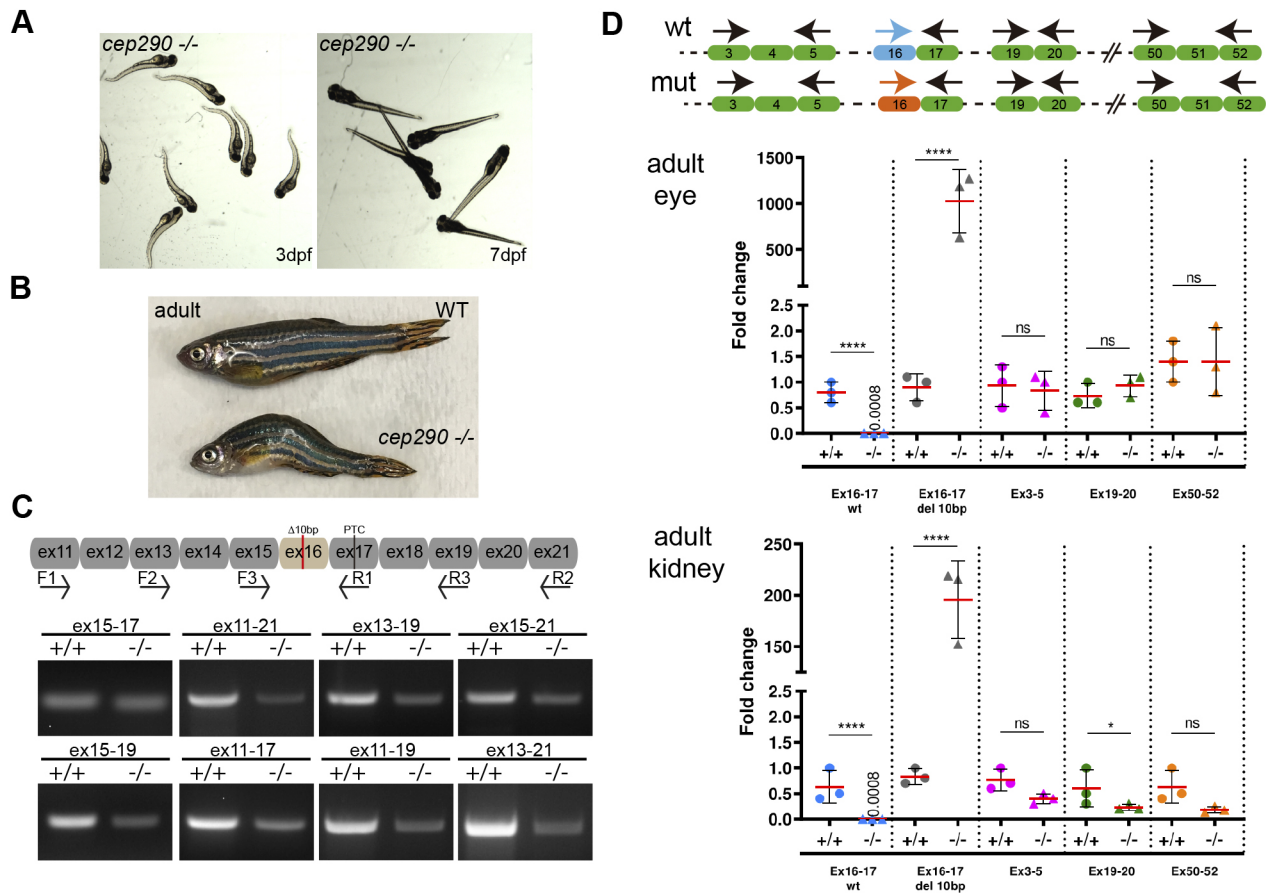 A
cep290 -/-
3dpf
cep290 -/-
7dpf
B
adult
WT
cep290 -/-
C
Δ10bp PTC
ex11 ex12 ex13 ex14 ex15 ex16 ex17 ex18 ex19 ex20 ex21
F1 F2 F3 R1 R3 R2
ex15-17 ex11-21 ex13-19 ex15-21
+/+ -/- +/+ -/- +/+ -/- +/+ -/-
ex15-19 ex11-17 ex11-19 ex13-21
+/+ -/- +/+ -/- +/+ -/- +/+ -/-
D
wt
3 4 5 16 17 19 20 // 50 51 52
mut
3 4 5 16 17 19 20 // 50 51 52
adult
eye
Fold change
1500
1000
500
2.5
2.0
1.5
1.0
0.5
0.0
**** **** ns ns ns
0.0008
+/+ -/- +/+ -/- +/+ -/- +/+ -/- +/+ -/-
Ex16-17 Ex16-17 Ex3-5 Ex19-20 Ex50-52
wt del 10bp
adult
kidney
Fold change
250
200
150
2.5
2.0
1.5
1.0
0.5
0.0
**** **** ns * ns
0.0008
+/+ -/- +/+ -/- +/+ -/- +/+ -/- +/+ -/-
Ex16-17 Ex16-17 Ex3-5 Ex19-20 Ex50-52
wt del 10bp